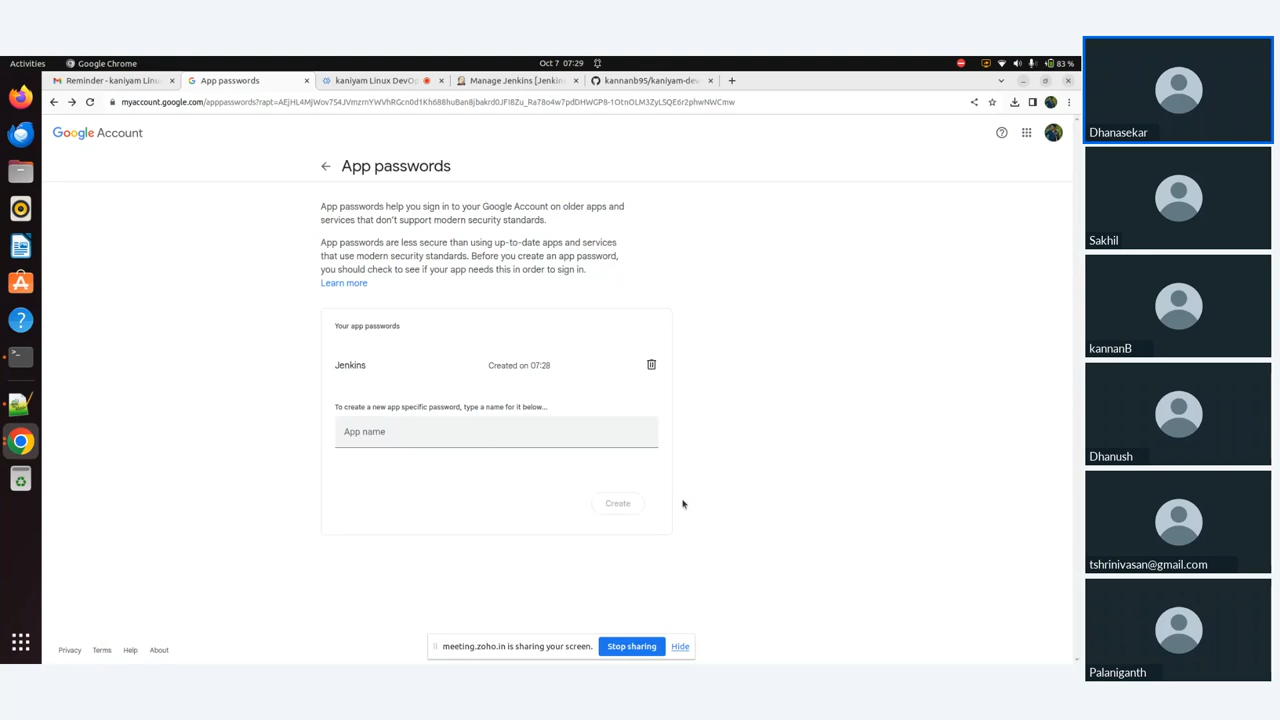 Activities
Google Chrome
Oct 7 07:29
83 %
Reminder - kaniyam Linu
App passwords
kaniyam Linux DevOp
Manage Jenkins [Jenkin
kannanb95/kaniyam-dev
Google Account
App passwords
App passwords help you sign in to your Google Account on older apps and
services that don't support modern security standards.
App passwords are less secure than using up-to-date apps and services
that use modern security standards. Before you create an app password,
you should check to see if your app needs this in order to sign in.
Learn more
Your app passwords
Jenkins
Created on 07:28
To create a new app specific password, type a name for it below...
App name
Create
Privacy
Terms
Help
About
meeting.zoho.in is sharing your screen.
Stop sharing
Hide
Dhanasekar
Sakhil
kannanB
Dhanush
tshrinivasan@gmail.com
Palaniganth